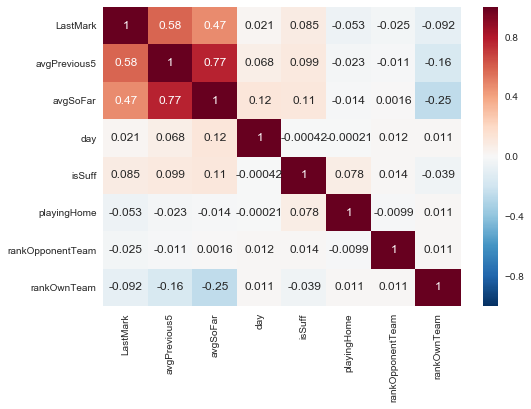 LastMark 1 0.58 0.47 0.021 0.085 -0.053 -0.025 -0.092
0.8
avgPrevious5 0.58 1 0.77 0.068 0.099 -0.023 -0.011 -0.16
avgSoFar 0.47 0.77 1 0.12 0.11 -0.014 0.0016 -0.25
0.4
day 0.021 0.068 0.12 1 -0.00042 -0.00021 0.012 0.011
0.0
isSuff 0.085 0.099 0.11 -0.00042 1 0.078 0.014 -0.039
playingHome -0.053 -0.023 -0.014 -0.00021 0.078 1 -0.0099 0.011
-0.4
rankOpponentTeam -0.025 -0.011 0.0016 0.012 0.014 -0.0099 1 0.011
-0.8
rankOwnTeam -0.092 -0.16 -0.25 0.011 -0.039 0.011 0.011 1
LastMark
avgPrevious5
avgSoFar
day
isSuff
playingHome
rankOpponentTeam
rankOwnTeam